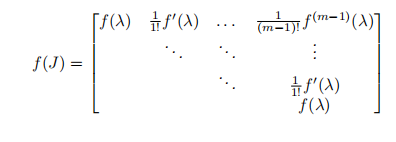 f(J) = [ f(λ) 1/1! f′(λ) … 1/(m−1)! f^(m−1)(λ)
⋱ ⋱ ⋮
⋱ 1/1! f′(λ)
f(λ) ]